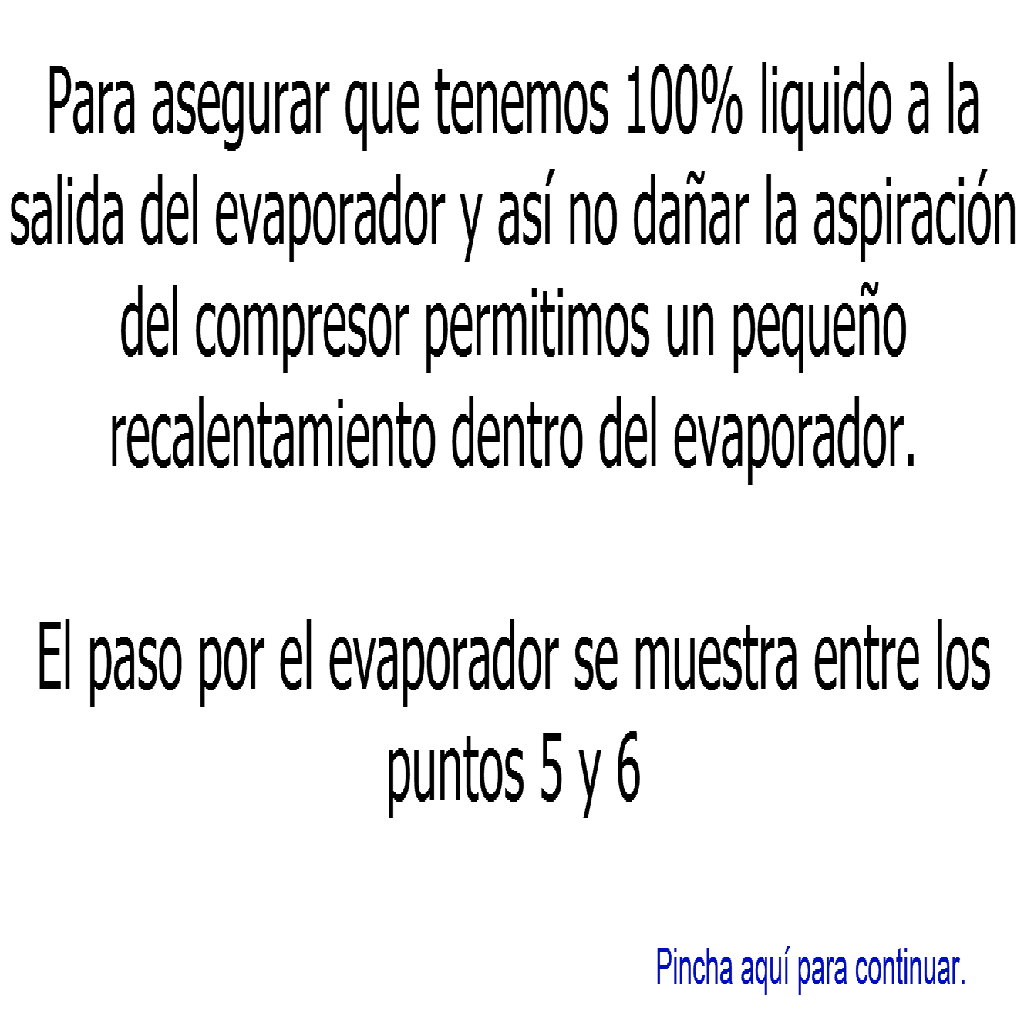 Para asegurar que tenemos 100% liquido a la
salida del evaporador y así no dañar la aspiración
del compresor permitimos un pequeño
recalentamiento dentro del evaporador.
El paso por el evaporador se muestra entre los
puntos 5 y 6
Pincha aquí para continuar.